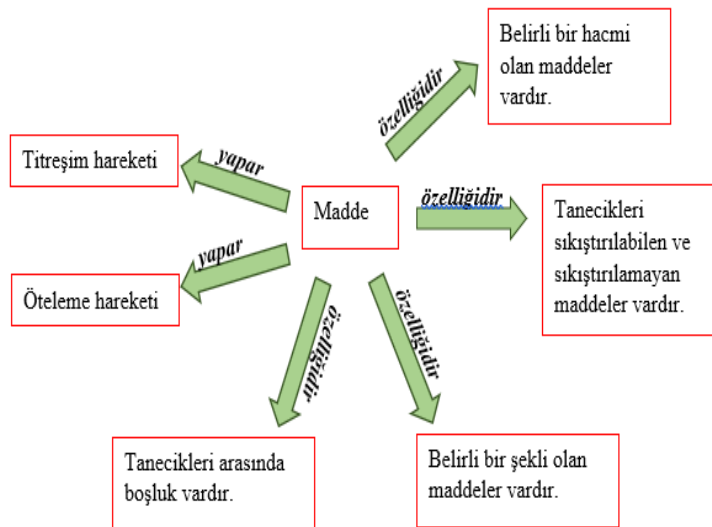 Belirli bir hacmi
olan maddeler
vardır.
özelliğidir
Titreşim hareketi
yapar
Madde
özelliğidir
Tanecikleri
sıkıştırılabilen ve
sıkıştırılamayan
maddeler vardır.
yapar
Öteleme hareketi
özelliğidir
özelliğidir
Tanecikleri arasında
boşluk vardır.
Belirli bir şekli olan
maddeler vardır.